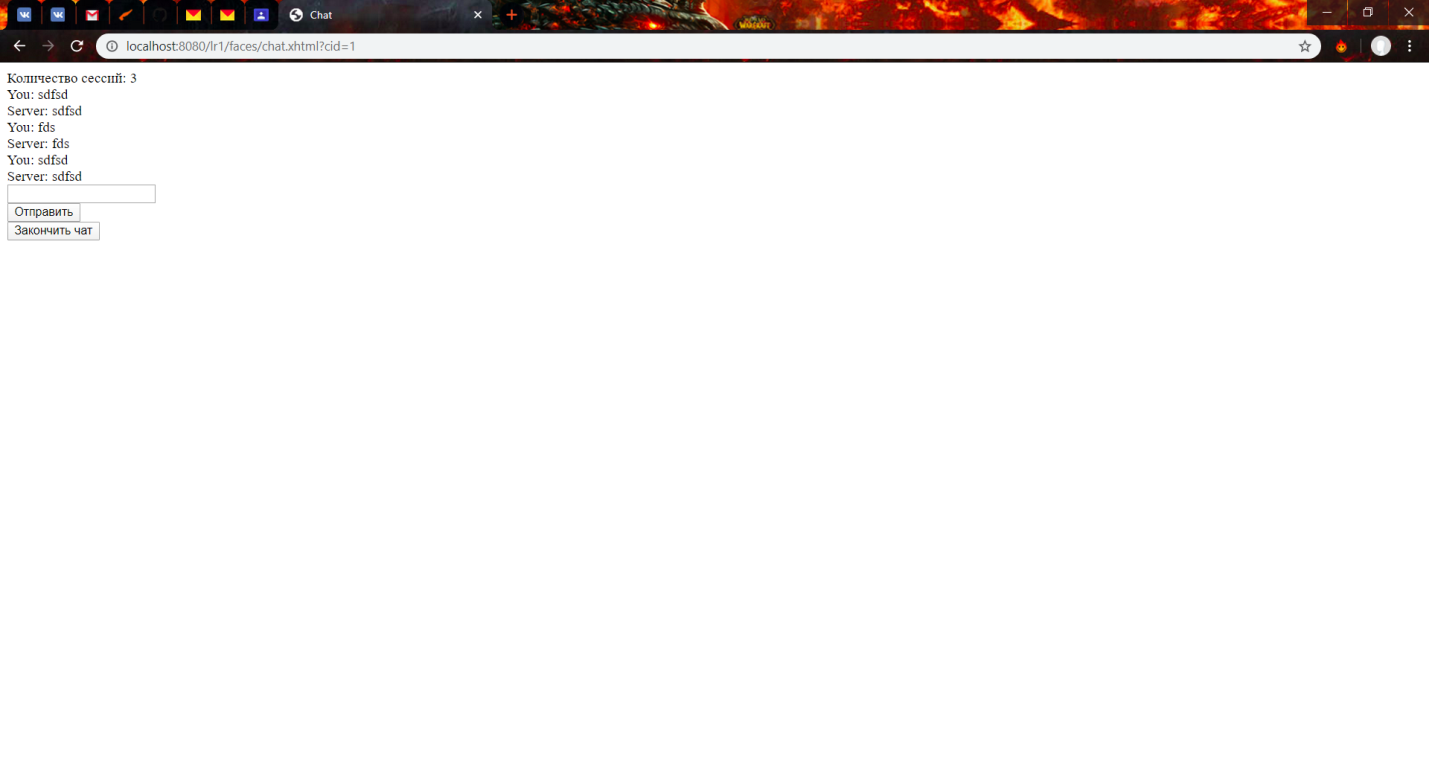 Chat
localhost:8080/lr1/faces/chat.xhtml?cid=1
Количество сессий: 3
You: sdfsd
Server: sdfsd
You: fds
Server: fds
You: sdfsd
Server: sdfsd
Отправить
Закончить чат